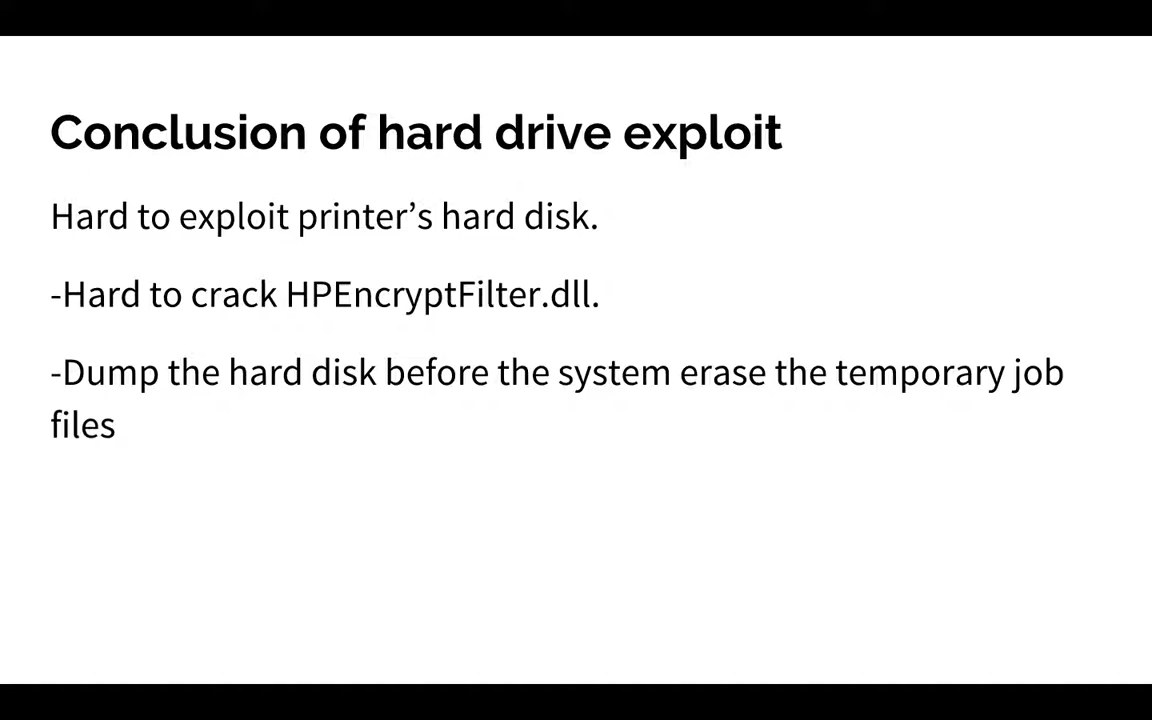 Conclusion of hard drive exploit
Hard to exploit printer’s hard disk.
-Hard to crack HPEncryptFilter.dll.
-Dump the hard disk before the system erase the temporary job
files